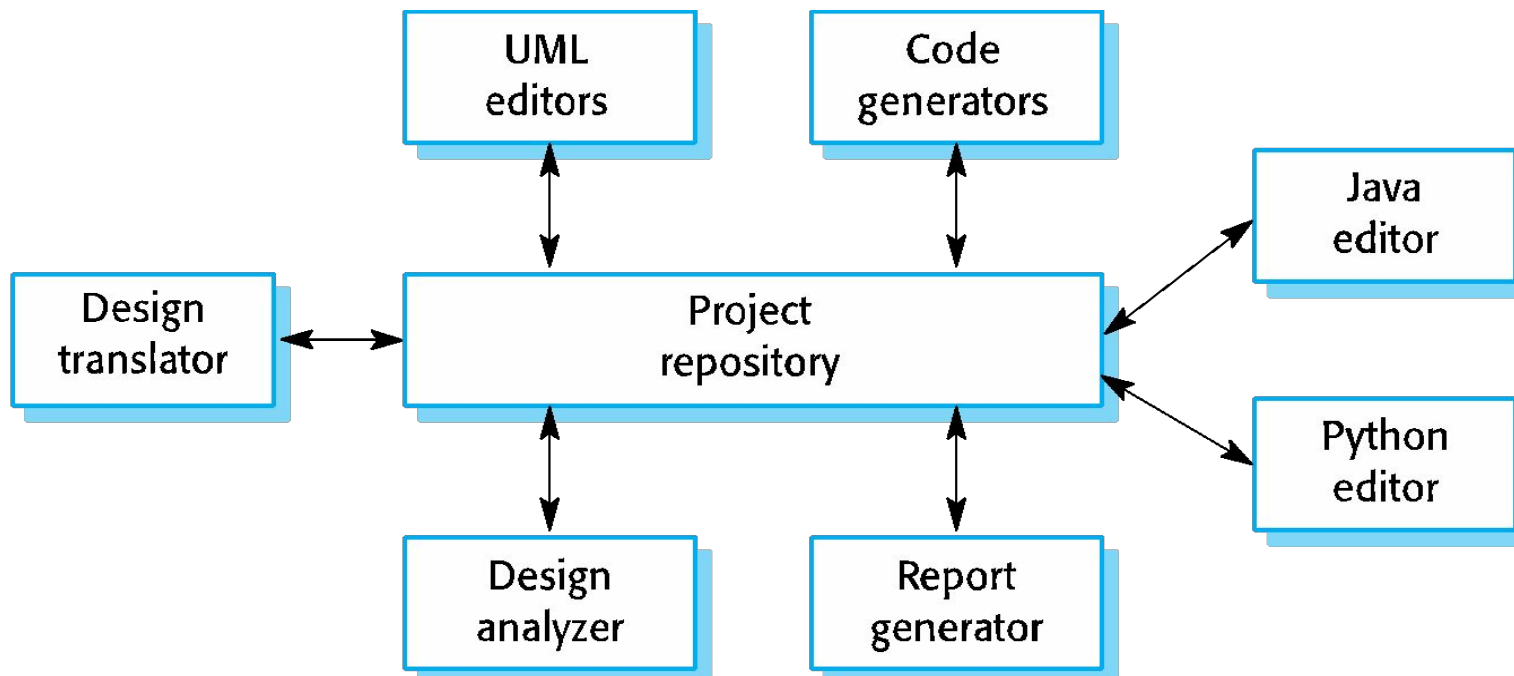 UML
editors
Code
generators
Java
editor
Design
translator
Project
repository
Python
editor
Design
analyzer
Report
generator